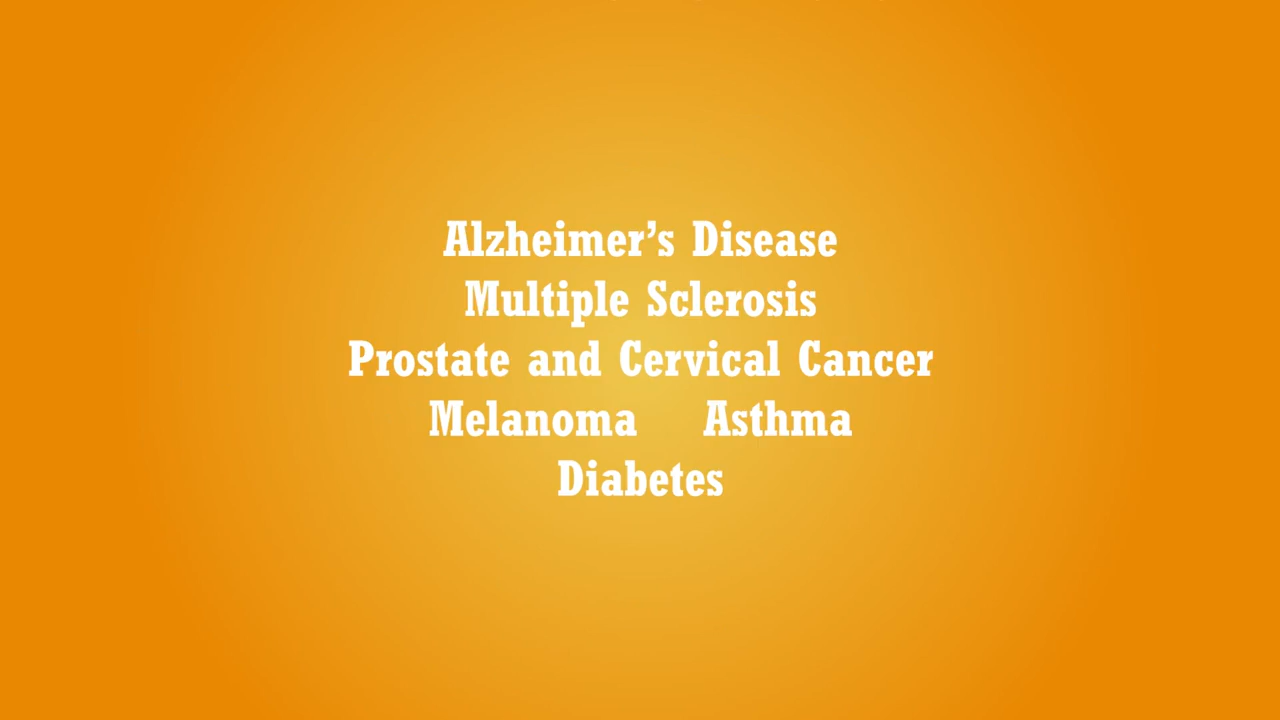 Alzheimer’s Disease
Multiple Sclerosis
Prostate and Cervical Cancer
Melanoma Asthma
Diabetes